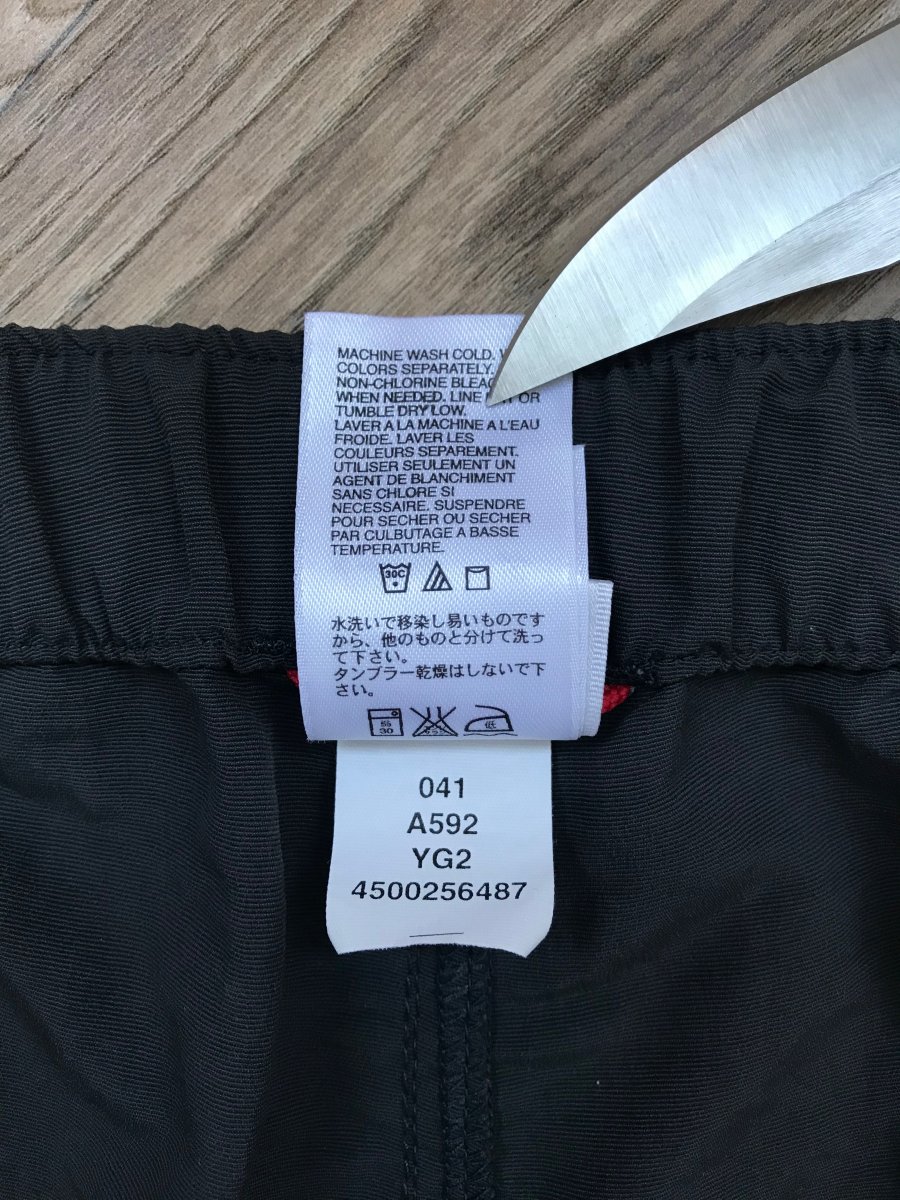 MACHINE WASH COLD.
COLORS SEPARATELY.
NON-CHLORINE
WHEN NEEDED. LINE OR
TUMBLE DRY LOW.
LAVER A LA MACHINE A L'EAU
FROIDE. LAVER LES
COULEURS SEPAREMENT.
UTILISER SEULEMENT UN
AGENT DE BLANCHIMENT
SANS CHLORE SI
NECESSAIRE. SUSPENDRE
POUR SECHER OU SECHER
PAR CULBUTAGE A BASSE
TEMPERATURE.
30C
水洗いで移染し易いものです
から、他のものと分けて洗っ
て下さい。
タンブラー乾燥はしないで下
さい。
30 低
041
A592
YG2
4500256487